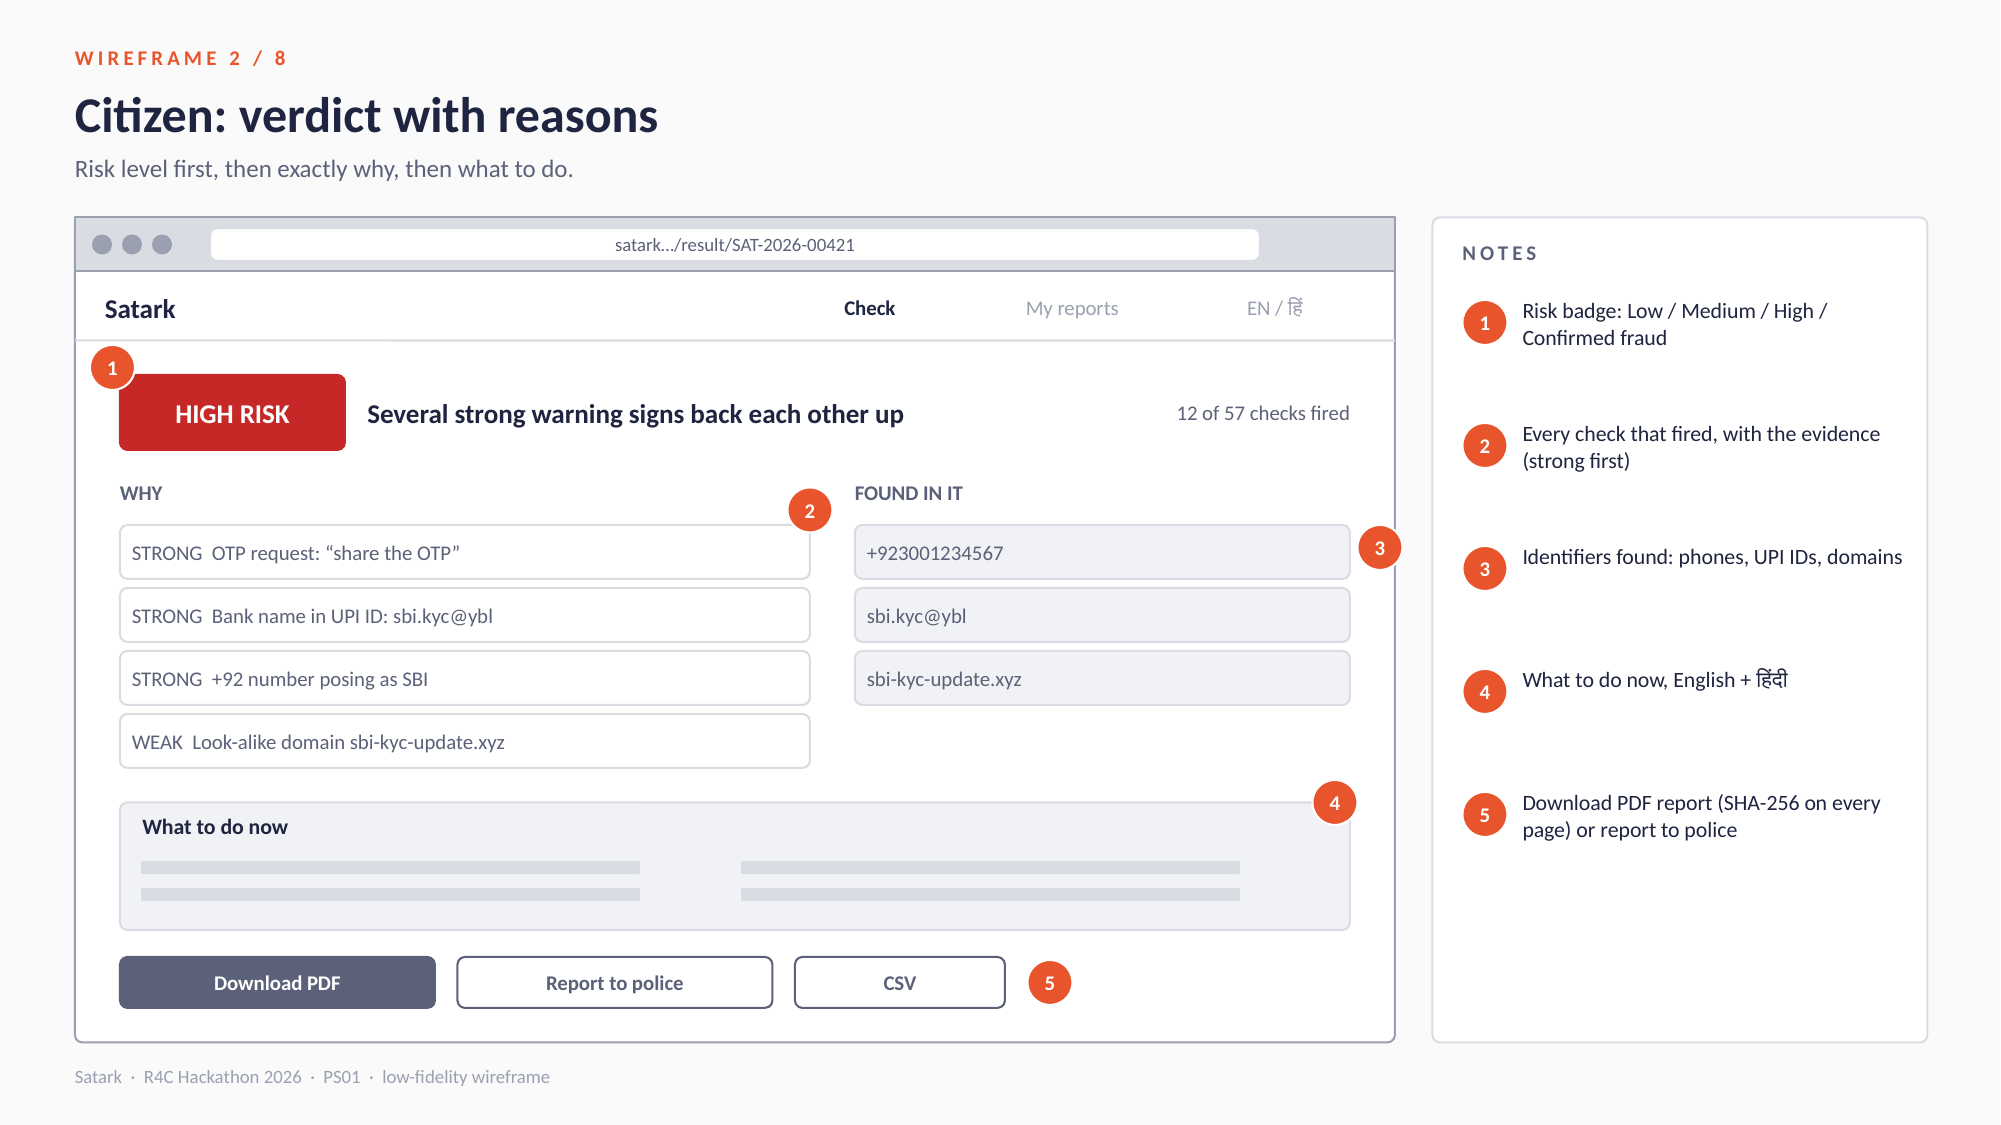 WIREFRAME 2 / 8
Citizen: verdict with reasons
Risk level first, then exactly why, then what to do.
satark.../result/SAT-2026-00421
Satark
Check
My reports
EN / हिं
1
HIGH RISK
Several strong warning signs back each other up
12 of 57 checks fired
WHY
2
STRONG OTP request: “share the OTP”
STRONG Bank name in UPI ID: sbi.kyc@ybl
STRONG +92 number posing as SBI
WEAK Look-alike domain sbi-kyc-update.xyz
FOUND IN IT
3
+923001234567
sbi.kyc@ybl
sbi-kyc-update.xyz
4
What to do now
Download PDF
Report to police
CSV
5
NOTES
1
Risk badge: Low / Medium / High /
Confirmed fraud
2
Every check that fired, with the evidence
(strong first)
3
Identifiers found: phones, UPI IDs, domains
4
What to do now, English + हिंदी
5
Download PDF report (SHA-256 on every
page) or report to police
Satark · R4C Hackathon 2026 · PS01 · low-fidelity wireframe